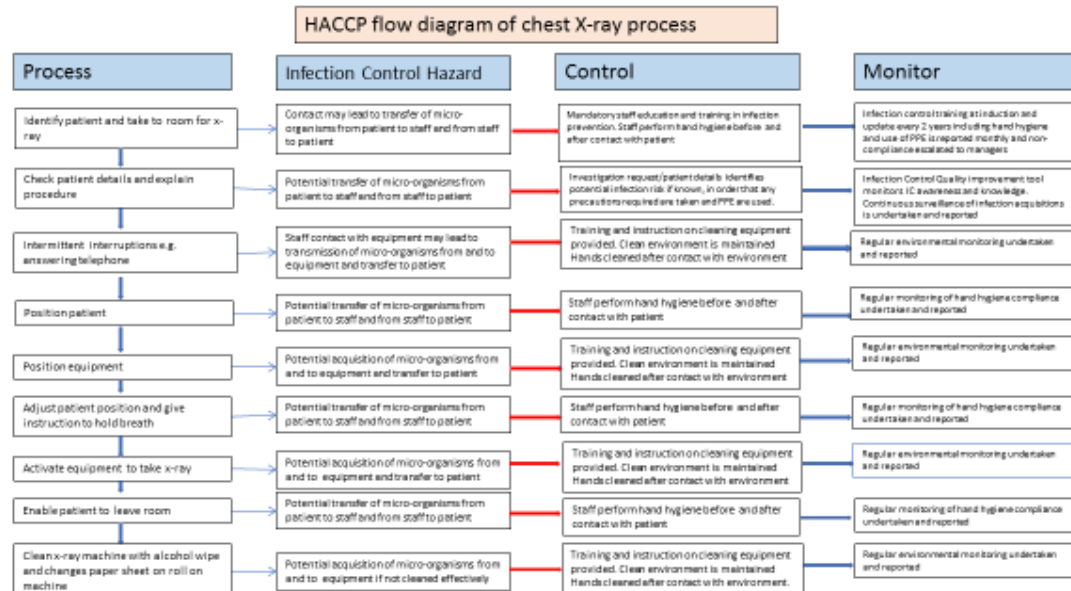 HACCP flow diagram of chest X-ray process
Process
Infection Control Hazard
Control
Monitor
Identify patient and take to room for x-
ray
Contact may lead to transfer of micro-
organisms from patient to staff and from staff
to patient
Mandatory staff education and training in infection
prevention. Staff perform hand hygiene before and
after contact with patient
Infection control training at induction and
update every 2 years including hand hygiene
and use of PPE is reported monthly and non-
compliance escalated to managers
Check patient details and explain
procedure
Potential transfer of micro-organisms from
patient to staff and from staff to patient
Investigation request/patient details identifies
potential infection risk if known, in order that any
precautions required are taken and PPE are used.
Infection Control Quality improvement tool
monitors IC awareness and knowledge.
Continuous surveillance of infection acquisitions
is undertaken and reported
Intermittent interruptions e.g.
answering telephone
Staff contact with equipment may lead to
transmission of micro-organisms from and to
equipment and transfer to patient
Training and instruction on cleaning equipment
provided. Clean environment is maintained
Hands cleaned after contact with environment
Regular environmental monitoring undertaken
and reported
Position patient
Potential transfer of micro-organisms from
patient to staff and from staff to patient
Staff perform hand hygiene before and after
contact with patient
Regular monitoring of hand hygiene compliance
undertaken and reported
Position equipment
Potential acquisition of micro-organisms from
and to equipment and transfer to patient
Training and instruction on cleaning equipment
provided. Clean environment is maintained
Hands cleaned after contact with environment
Regular environmental monitoring undertaken
and reported
Adjust patient position and give
instruction to hold breath
Potential transfer of micro-organisms from
patient to staff and from staff to patient
Staff perform hand hygiene before and after
contact with patient
Regular monitoring of hand hygiene compliance
undertaken and reported
Activate equipment to take x-ray
Potential acquisition of micro-organisms from
and to equipment and transfer to patient
Training and instruction on cleaning equipment
provided. Clean environment is maintained
Hands cleaned after contact with environment
Regular environmental monitoring undertaken
and reported
Enable patient to leave room
Potential transfer of micro-organisms from
patient to staff and from staff to patient
Staff perform hand hygiene before and after
contact with patient
Regular monitoring of hand hygiene compliance
undertaken and reported
Clean x-ray machine with alcohol wipe
and changes paper sheet on roll on
machine
Potential acquisition of micro-organisms from
and to equipment if not cleaned effectively
Training and instruction on cleaning equipment
provided. Clean environment is maintained
Hands cleaned after contact with environment.
Regular environmental monitoring undertaken
and reported